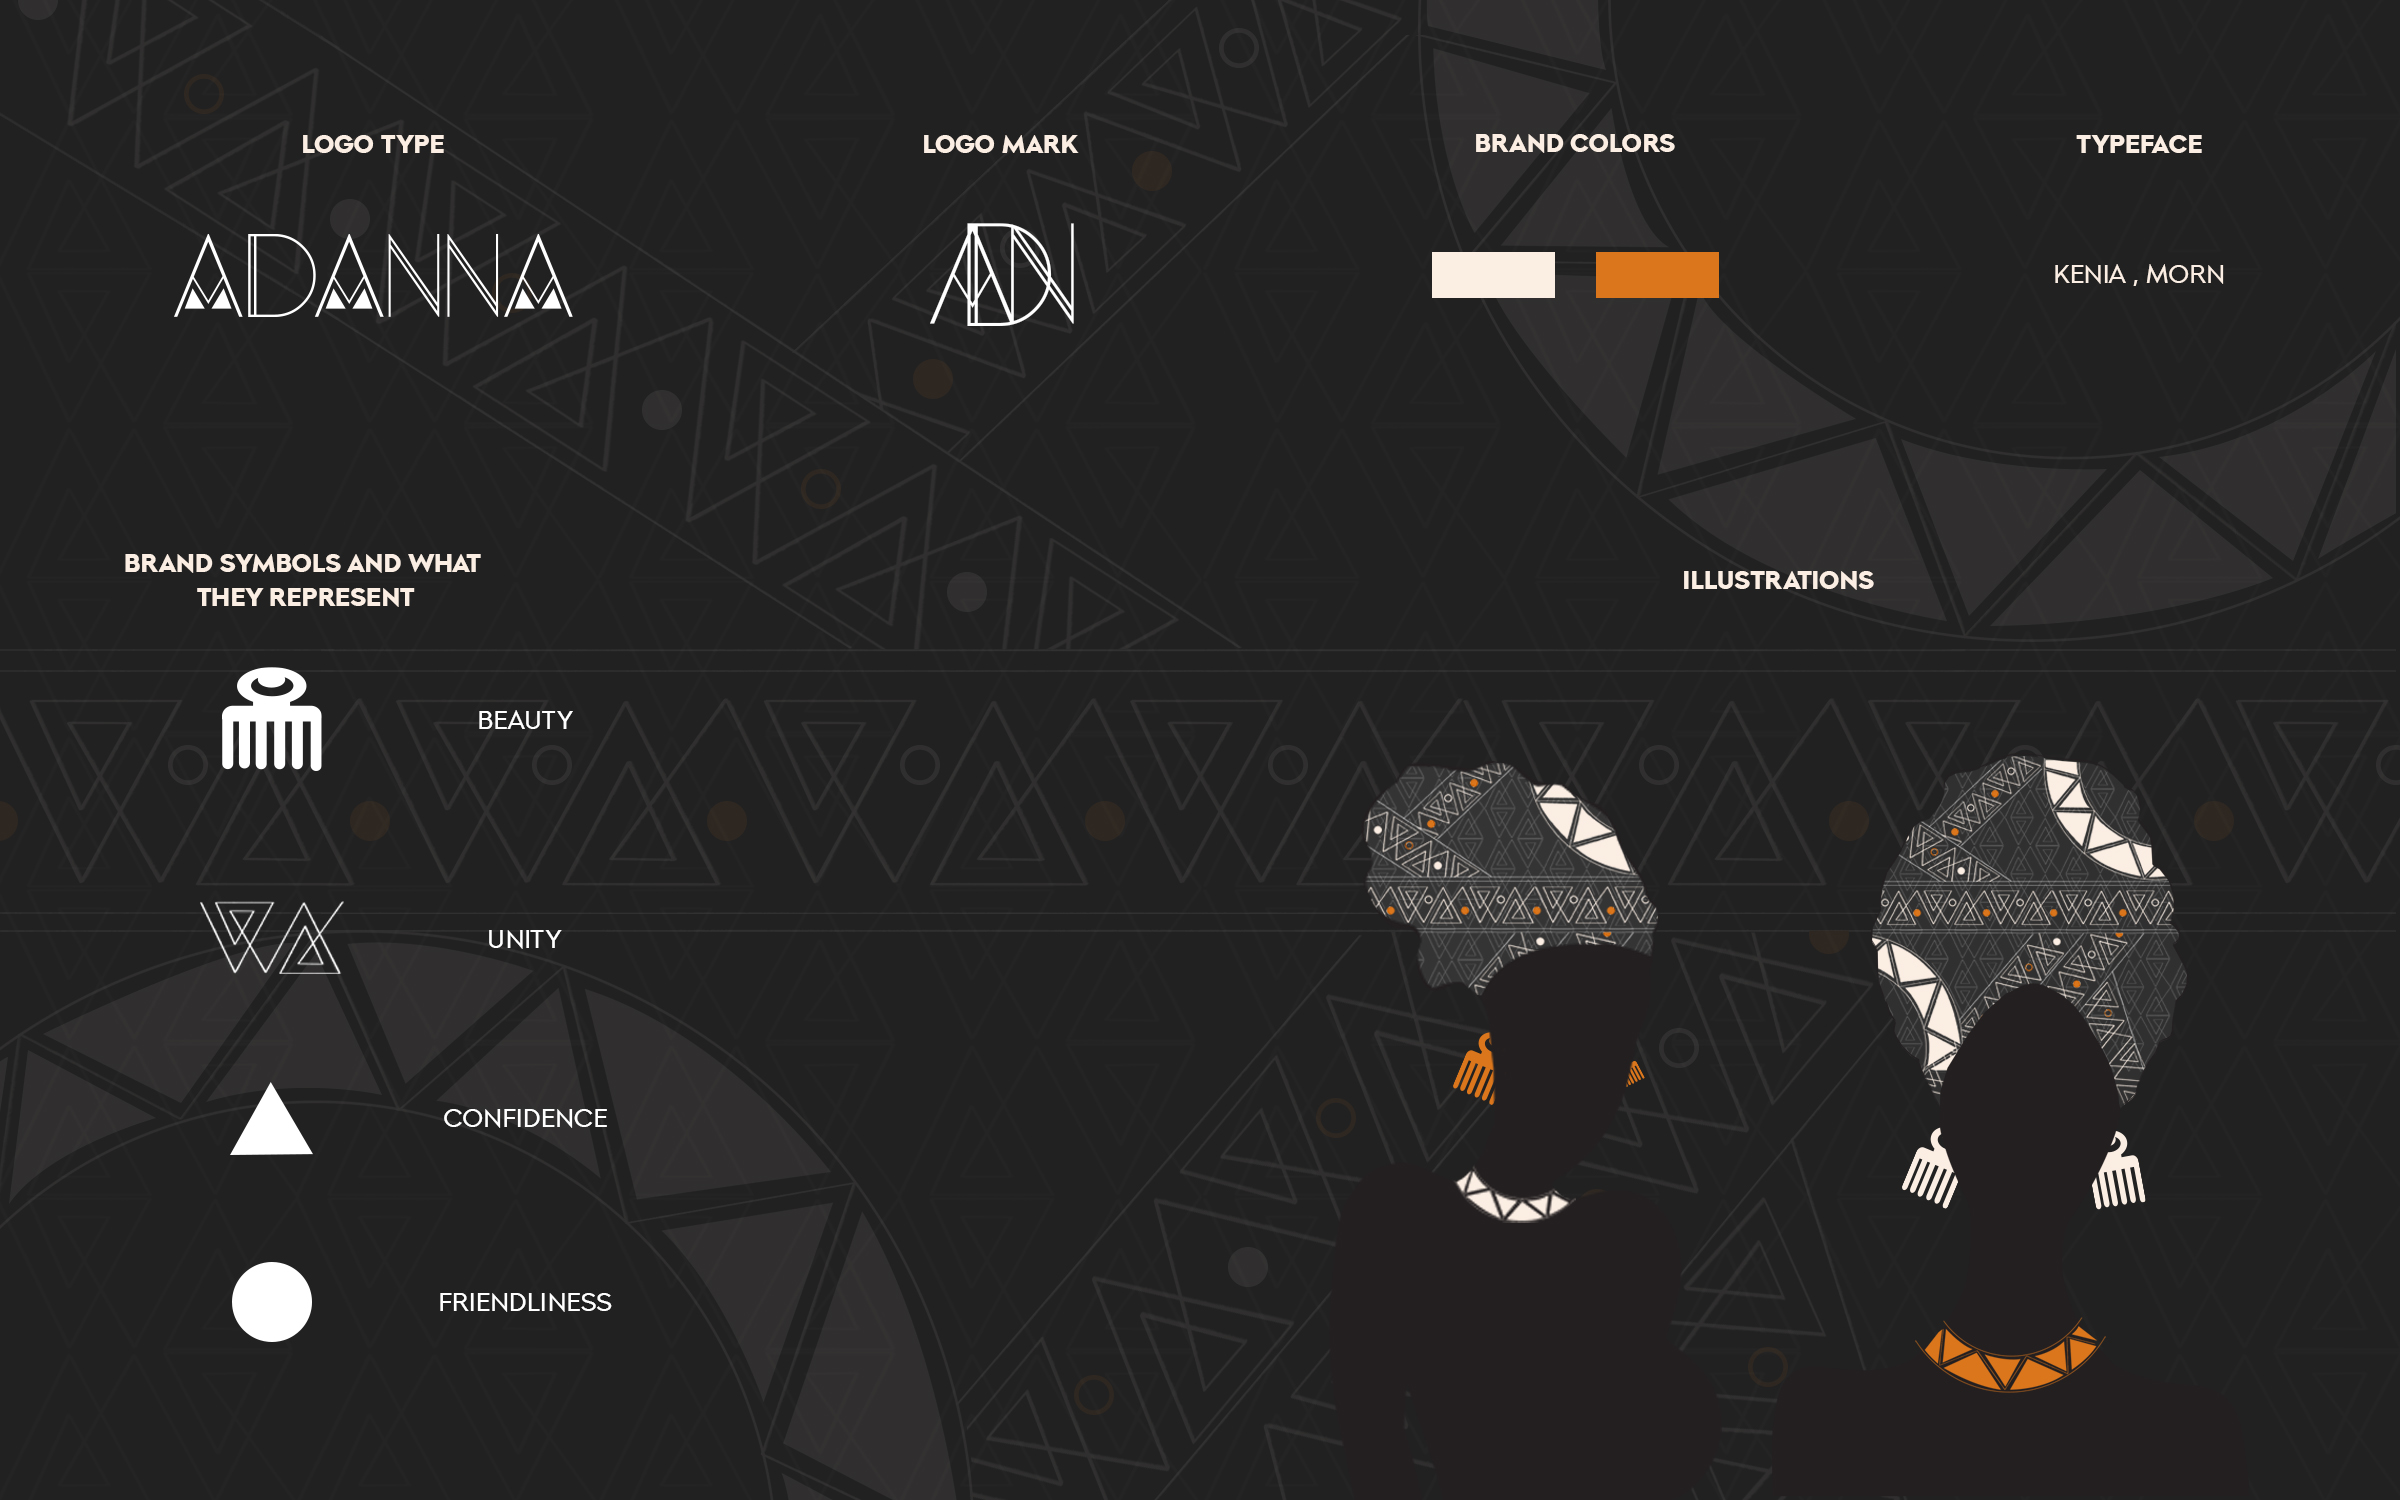 LOGO TYPE
LOGO MARK
BRAND COLORS
TYPEFACE
ADANNA
ADN
KENIA , MORN
BRAND SYMBOLS AND WHAT
THEY REPRESENT
ILLUSTRATIONS
BEAUTY
UNITY
CONFIDENCE
FRIENDLINESS